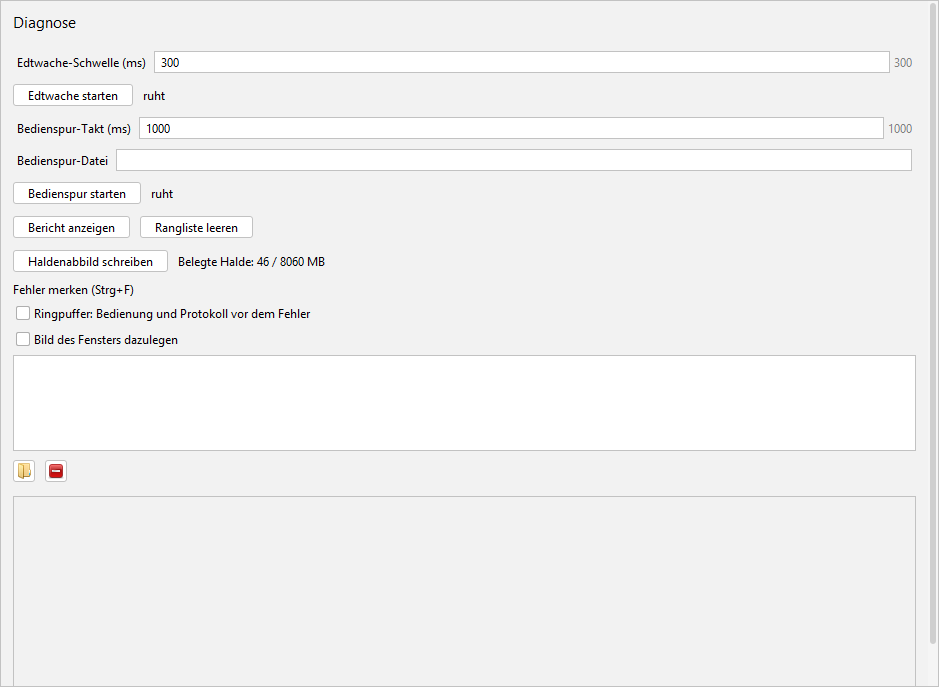 Diagnose
Edtwache-Schwelle (ms) 300 300
Edtwache starten ruht
Bedienspur-Takt (ms) 1000 1000
Bedienspur-Datei
Bedienspur starten ruht
Bericht anzeigen Rangliste leeren
Haldenabbild schreiben Belegte Halde: 46 / 8060 MB
Fehler merken (Strg+F)
Ringpuffer: Bedienung und Protokoll vor dem Fehler
Bild des Fensters dazulegen